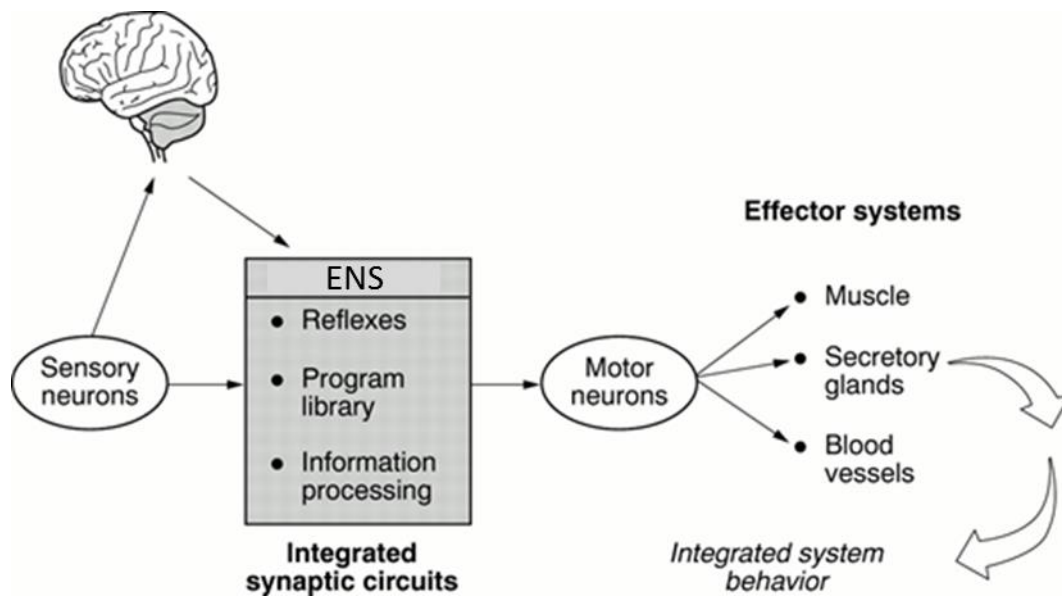 Effector systems
ENS
Reflexes
Program
library
Information
processing
Integrated
synaptic circuits
Sensory
neurons
Motor
neurons
Muscle
Secretory
glands
Blood
vessels
Integrated system
behavior